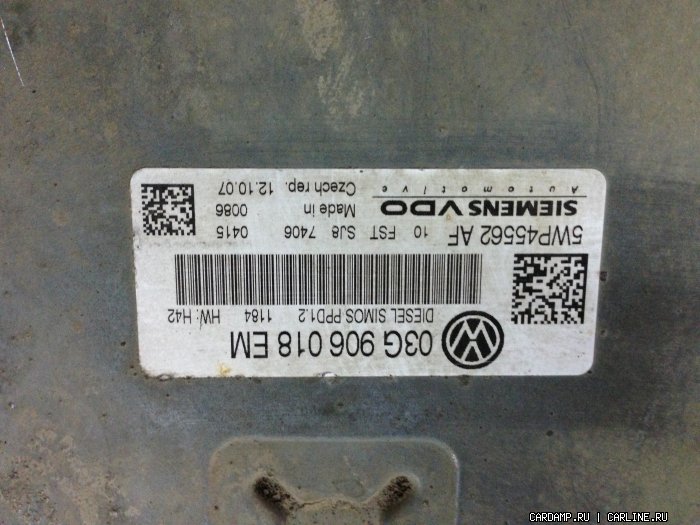 03G 906 018 EM
DIESEL SIMOS PPD1.2 1184 HW: H42
5WP45562 AF 10 FST SJ8 7406 0415
SIEMENS VDO Made in 0086
Automotive Czech rep. 12.10.07
CARDAMP.RU | CARLINE.RU